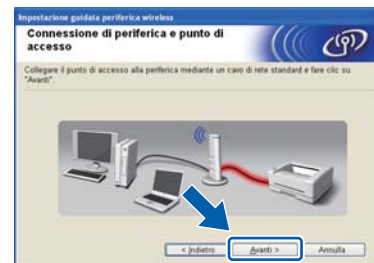 Impostazione guidata periferica wireless
Connessione di periferica e punto di
accesso
Collegare il punto di accesso alla periferica mediante un cavo di rete standard e fare clic su
"Avanti".
< Indietro
Avanti >
Annulla